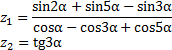 z₁ = (sin2α + sin5α − sin3α) / (cosα − cos3α + cos5α)
z₂ = tg3α